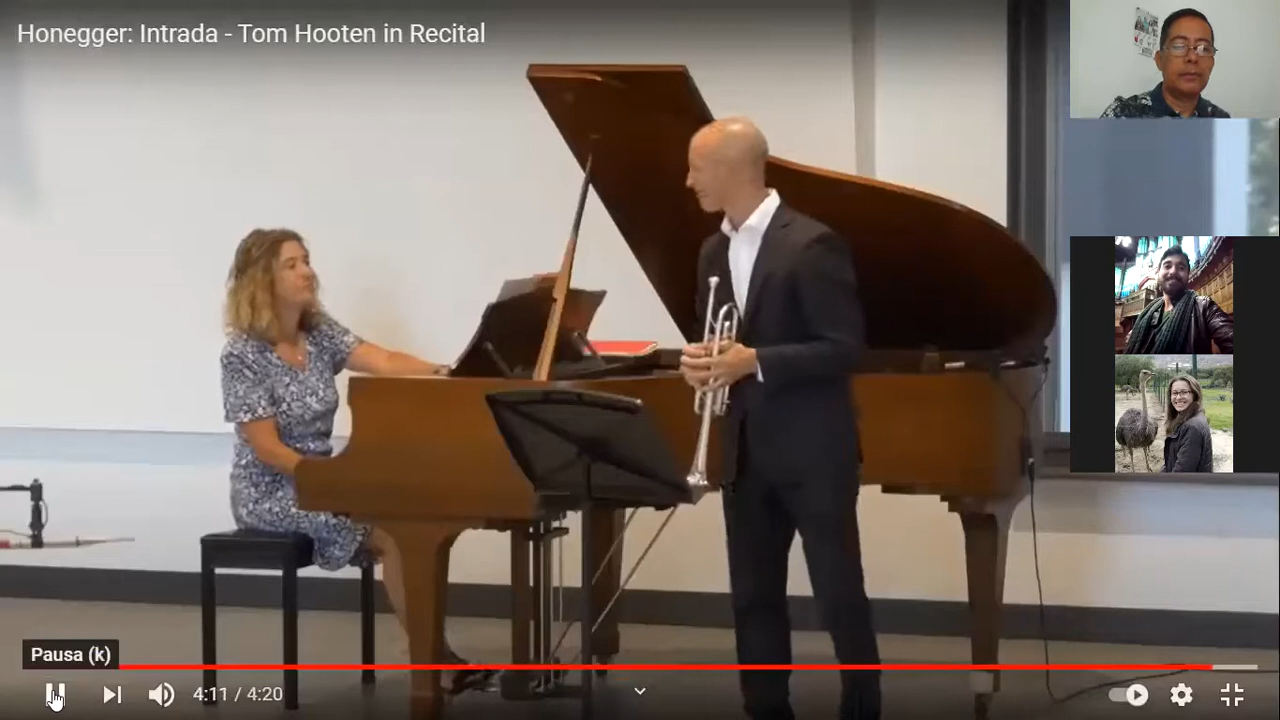 Honegger: Intrada - Tom Hooten in Recital
Pausa (k)
4:11 / 4:20